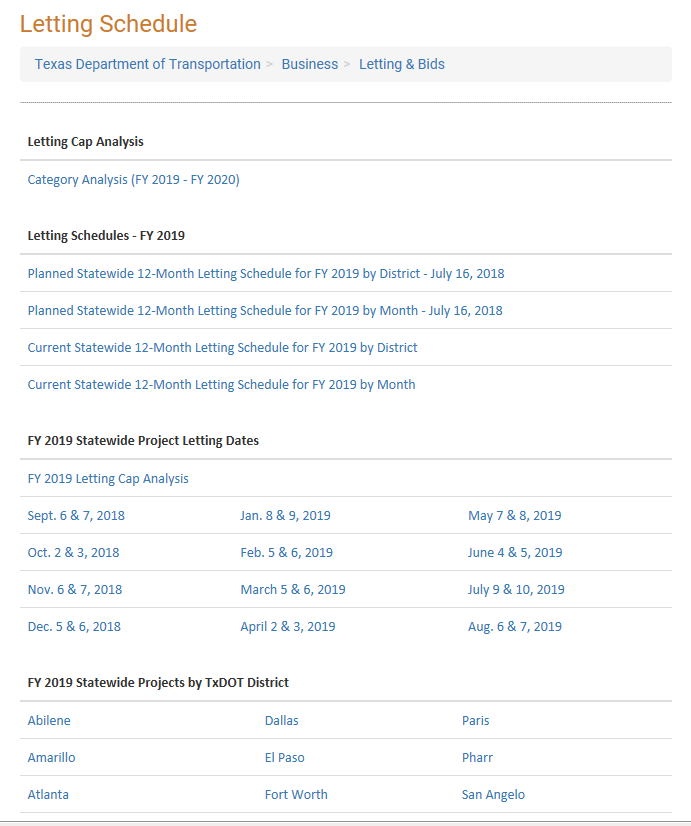 Letting Schedule
Texas Department of Transportation > Business > Letting & Bids
Letting Cap Analysis
Category Analysis (FY 2019 - FY 2020)
Letting Schedules - FY 2019
Planned Statewide 12-Month Letting Schedule for FY 2019 by District - July 16, 2018
Planned Statewide 12-Month Letting Schedule for FY 2019 by Month - July 16, 2018
Current Statewide 12-Month Letting Schedule for FY 2019 by District
Current Statewide 12-Month Letting Schedule for FY 2019 by Month
FY 2019 Statewide Project Letting Dates
FY 2019 Letting Cap Analysis
Sept. 6 & 7, 2018 Jan. 8 & 9, 2019 May 7 & 8, 2019
Oct. 2 & 3, 2018 Feb. 5 & 6, 2019 June 4 & 5, 2019
Nov. 6 & 7, 2018 March 5 & 6, 2019 July 9 & 10, 2019
Dec. 5 & 6, 2018 April 2 & 3, 2019 Aug. 6 & 7, 2019
FY 2019 Statewide Projects by TxDOT District
Abilene Dallas Paris
Amarillo El Paso Pharr
Atlanta Fort Worth San Angelo